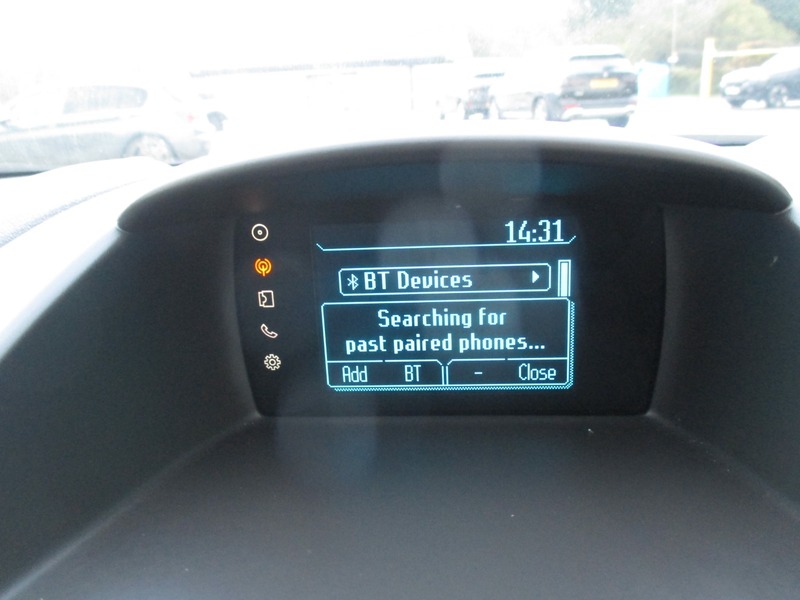 14:31
BT Devices
Searching for
past paired phones...
Add BT - Close